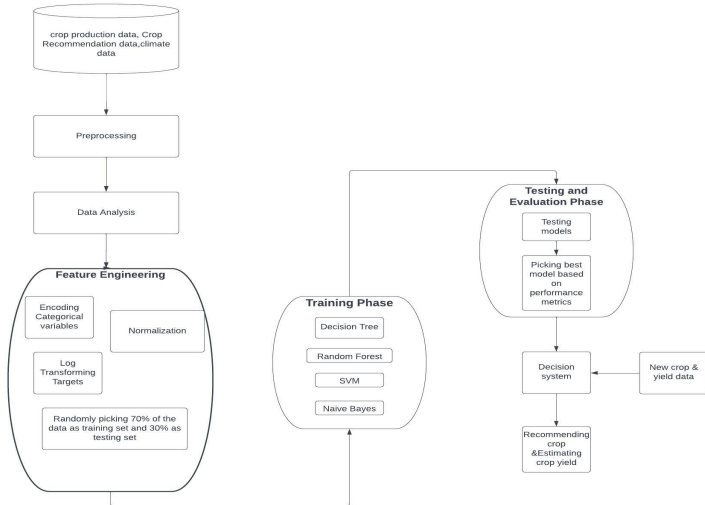 crop production data, Crop
Recommendation data,climate
data
Preprocessing
Data Analysis
Feature Engineering
Encoding
Categorical
variables
Normalization
Log
Transforming
Targets
Randomly picking 70% of the
data as training set and 30% as
testing set
Training Phase
Decision Tree
Random Forest
SVM
Naive Bayes
Testing and
Evaluation Phase
Testing
models
Picking best
model based
on
performance
metrics
Decision
system
New crop &
yield data
Recommending
crop
&Estimating
crop yield